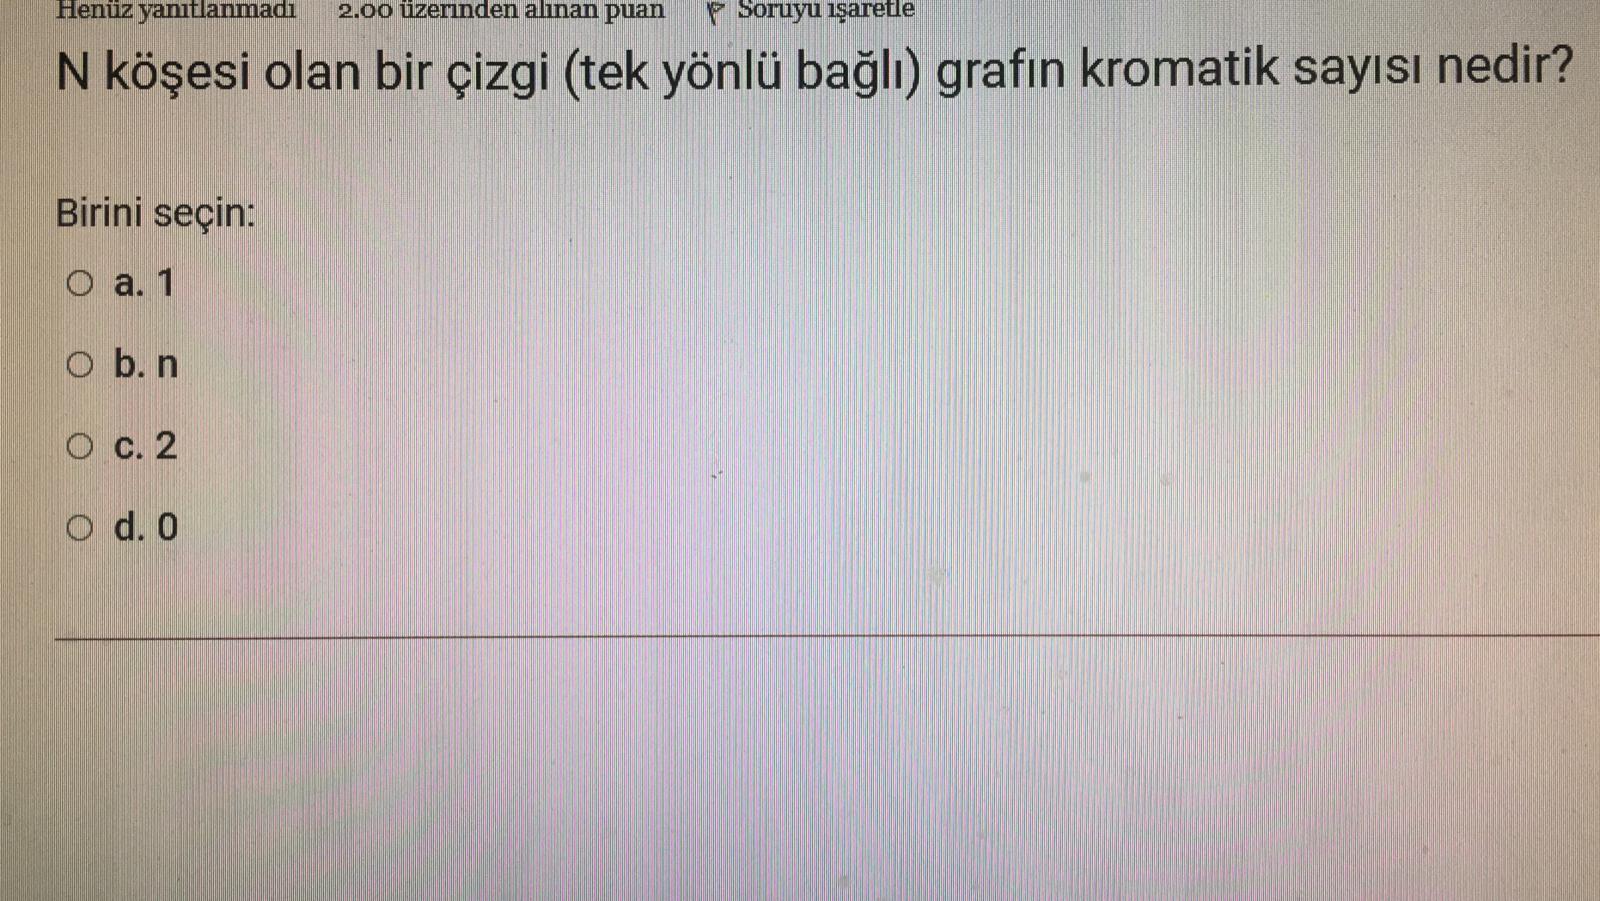 Henüz yanıtlanmadı 2.00 üzerinden alınan puan Soruyu işaretle
N köşesi olan bir çizgi (tek yönlü bağlı) grafın kromatik sayısı nedir?
Birini seçin:
a. 1
b. n
c. 2
d. 0